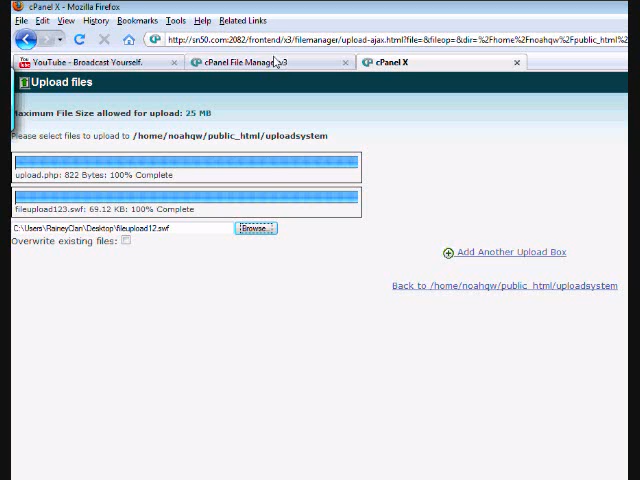 cPanel X - Mozilla Firefox
File Edit View History Bookmarks Tools Help Related Links
http://sn50.com:2082/frontend/x3/filemanager/upload-ajax.html?file=&fileop=&dir=%2Fhome%2Fnoahqw%2Fpublic_html%2
YouTube - Broadcast Yourself. cPanel File Manager v3 cPanel X
Upload files
aximum File Size allowed for upload: 25 MB
lease select files to upload to /home/noahqw/public_html/uploadsystem
upload.php: 822 Bytes: 100% Complete
fileupload123.swf: 69.12 KB: 100% Complete
C:\Users\RaineyClan\Desktop\fileupload12.swf Browse...
Overwrite existing files:
Add Another Upload Box
Back to /home/noahqw/public_html/uploadsystem